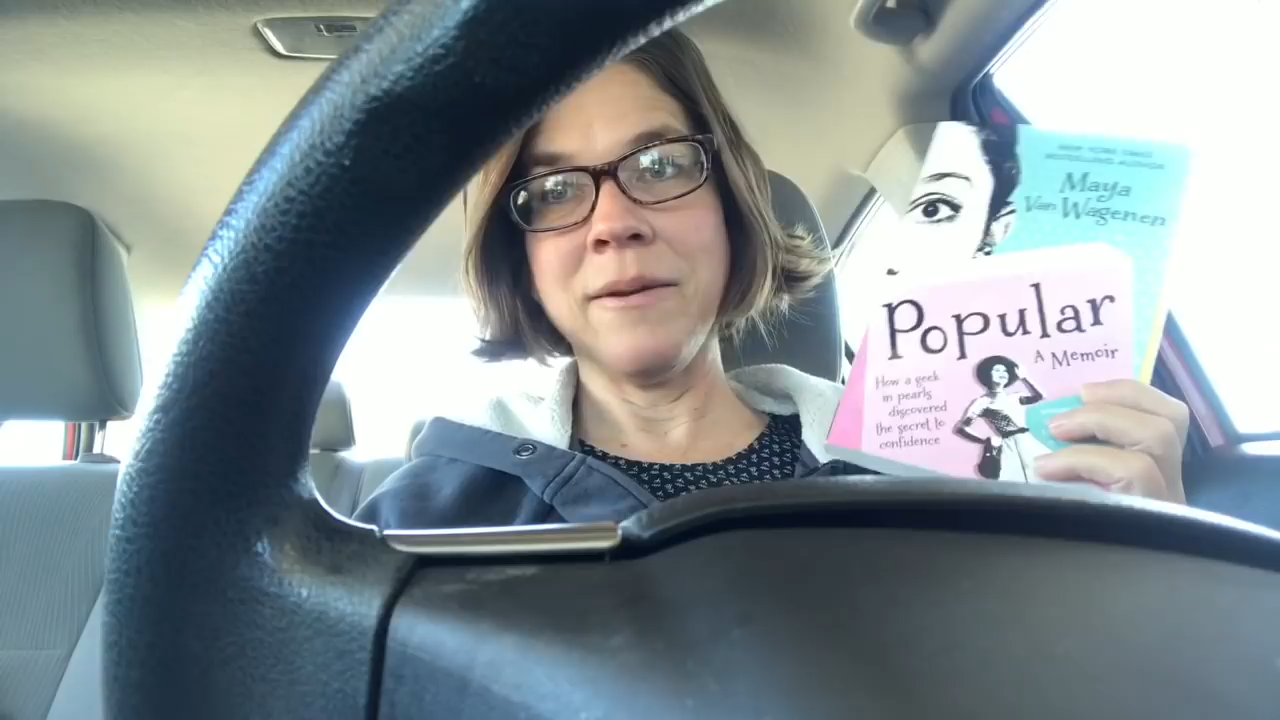 NEW YORK TIMES
BESTSELLING AUTHOR
Maya
Van Wagenen
Popular
A Memoir
How a geek
in pearls
discovered
the secret to
confidence